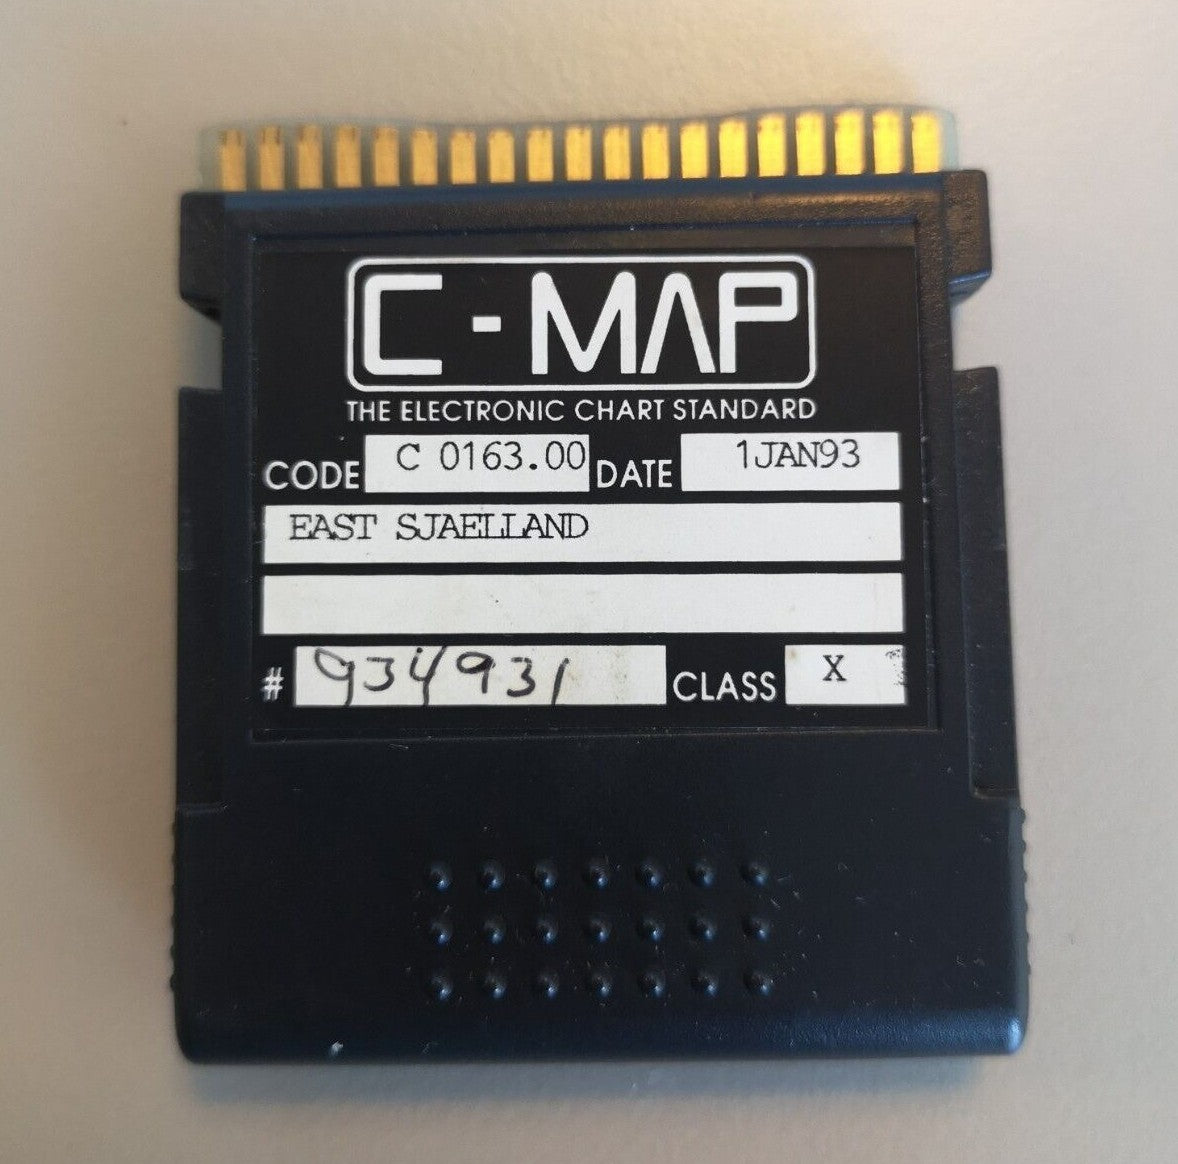 C-MAP
THE ELECTRONIC CHART STANDARD
CODE C 0163.00 DATE 1JAN93
EAST SJAELLAND
# 934931 CLASS X